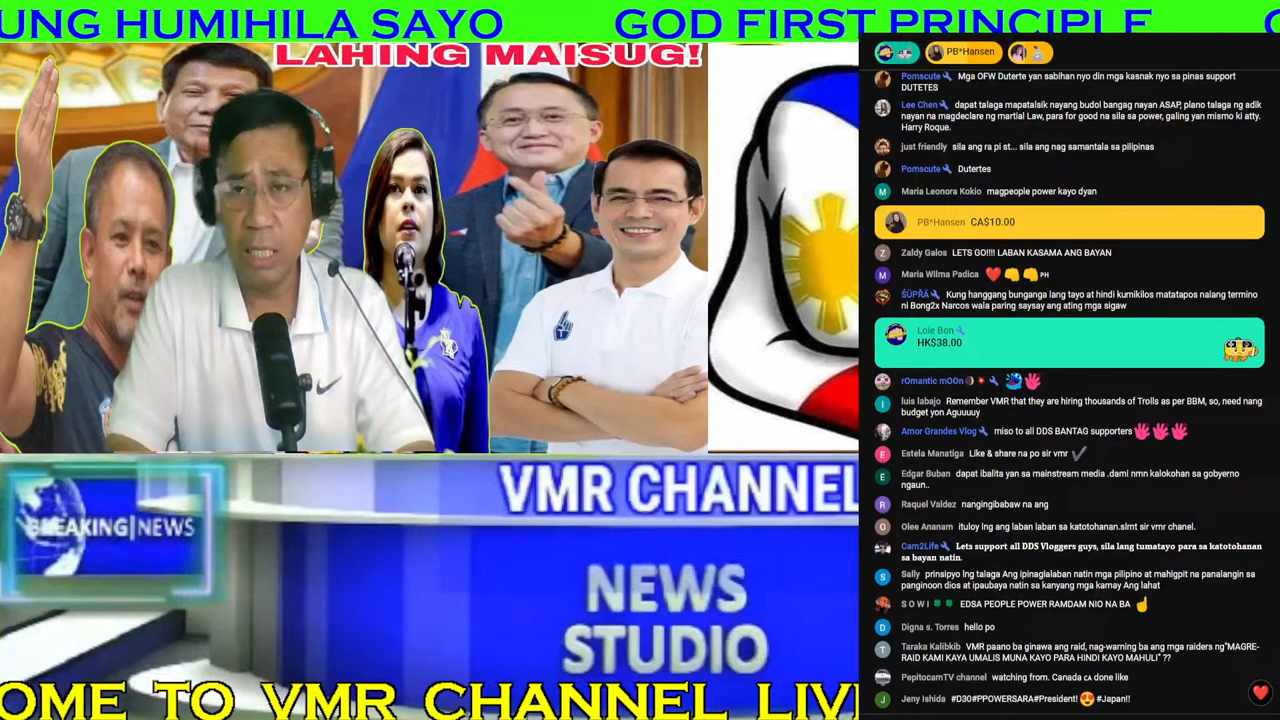 UNG HUMIHILA SAYO GOD FIRST PRINCIPLE
LAHING MAISUG!
VMR CHANNEL
BREAKING|NEWS
NEWS
STUDIO
OME TO VMR CHANNEL LIV
PB*Hansen
Pomscute Mga OFW Duterte yan sabihan nyo din mga kasnak nyo sa pinas support
DUTETES
Lee Chen dapat talaga mapatalsik nayang budol bangag nayan ASAP, plano talaga ng adik
nayan na magdeclare ng martial Law, para for good na sila sa power, galing yan mismo ki atty.
Harry Roque.
just friendly sila ang ra pi st... sila ang nag samantala sa pilipinas
Pomscute Dutertes
M
Maria Leonora Kokio magpeople power kayo dyan
PB*Hansen CA$10.00
Z
Zaldy Galos LETS GO!!!! LABAN KASAMA ANG BAYAN
M
Maria Wilma Padica ❤️👊👊 PH
ŚÜPŘÃ Kung hanggang bunganga lang tayo at hindi kumikilos matatapos nalang termino
ni Bong2x Narcos wala paring saysay ang ating mga sigaw
Loie Bon
HK$38.00
rOmantic mOOn
luis labajo Remember VMR that they are hiring thousands of Trolls as per BBM, so, need nang
budget yon Aguuuuy
Amor Grandes Vlog miso to all DDS BANTAG supporters
E
Estela Manatiga Like & share na po sir vmr ✔️
E
Edgar Buban dapat ibalita yan sa mainstream media .dami nmn kalokohan sa gobyerno
ngaun..
R
Raquel Valdez nangingibabaw na ang
O
Olee Ananam ituloy lng ang laban laban sa katotohanan.slmt sir vmr chanel.
Cam2Life Lets support all DDS Vloggers guys, sila lang tumatayo para sa katotohanan
sa bayan natin.
S
Sally prinsipyo lng talaga Ang ipinaglalaban natin mga pilipino at mahigpit na panalangin sa
panginoon dios at ipaubaya natin sa kanyang mga kamay Ang lahat
S O W I 🍀🍀 EDSA PEOPLE POWER RAMDAM NIO NA BA ☝️
D
Digna s. Torres hello po
T
Taraka Kalibkib VMR paano ba ginawa ang raid, nag-warning ba ang mga raiders ng"MAGRE-
RAID KAMI KAYA UMALIS MUNA KAYO PARA HINDI KAYO MAHULI" ??
PepitocamTV channel watching from. Canada CA done like
J
Jeny Ishida #D30#PPOWERSARA#President! 😍 #Japan!!